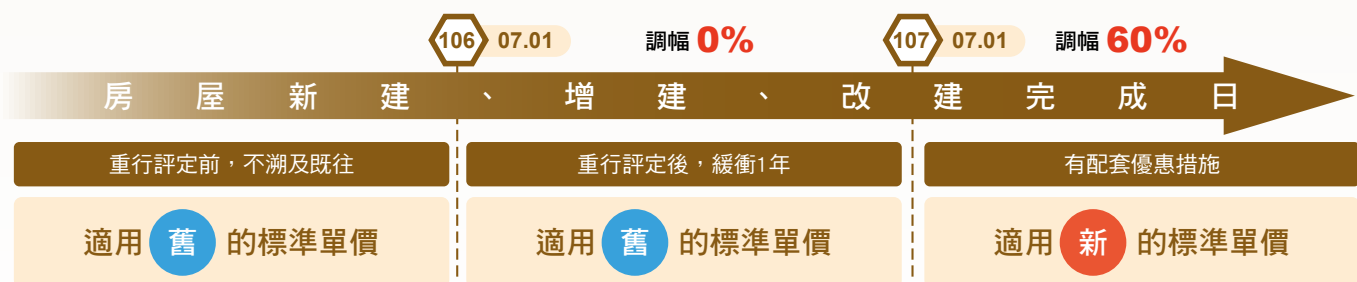 106 07.01 調幅 0% 107 07.01 調幅 60%
房屋新建、增建、改建完成日
重行評定前，不溯及既往 重行評定後，緩衝1年 有配套優惠措施
適用 舊 的標準單價 適用 舊 的標準單價 適用 新 的標準單價